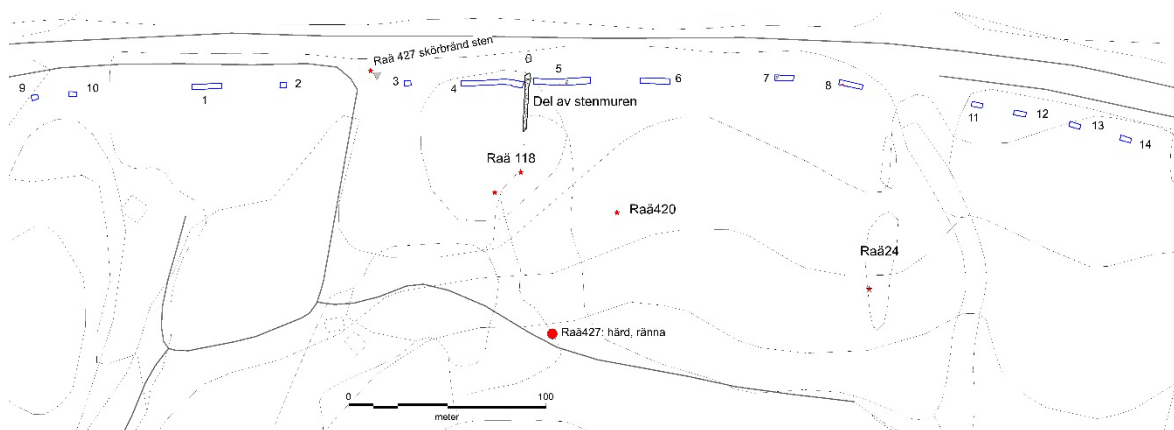 Raä 427 skörbränd sten
9
10
1
2
3
4
5
6
7
8
11
12
13
14
Del av stenmuren
Raä 118
Raä420
Raä24
Raä427: härd, ränna
0
100
meter